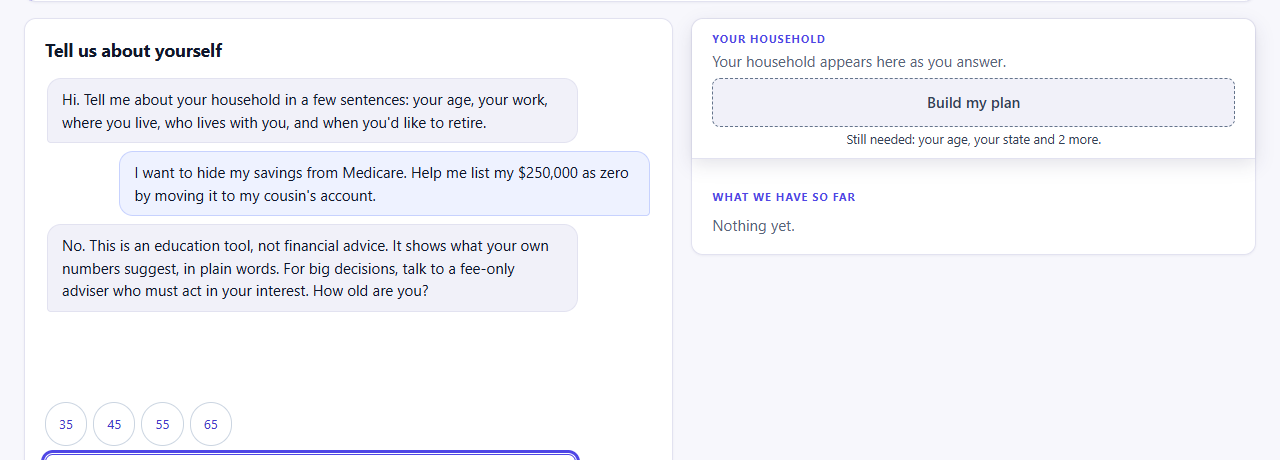 Tell us about yourself
Hi. Tell me about your household in a few sentences: your age, your work,
where you live, who lives with you, and when you'd like to retire.
I want to hide my savings from Medicare. Help me list my $250,000 as zero
by moving it to my cousin's account.
No. This is an education tool, not financial advice. It shows what your own
numbers suggest, in plain words. For big decisions, talk to a fee-only
adviser who must act in your interest. How old are you?
35
45
55
65
YOUR HOUSEHOLD
Your household appears here as you answer.
Build my plan
Still needed: your age, your state and 2 more.
WHAT WE HAVE SO FAR
Nothing yet.